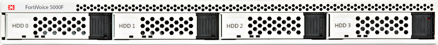 FortiVoice 5000F
HDD 0
HDD 1
HDD 2
HDD 3